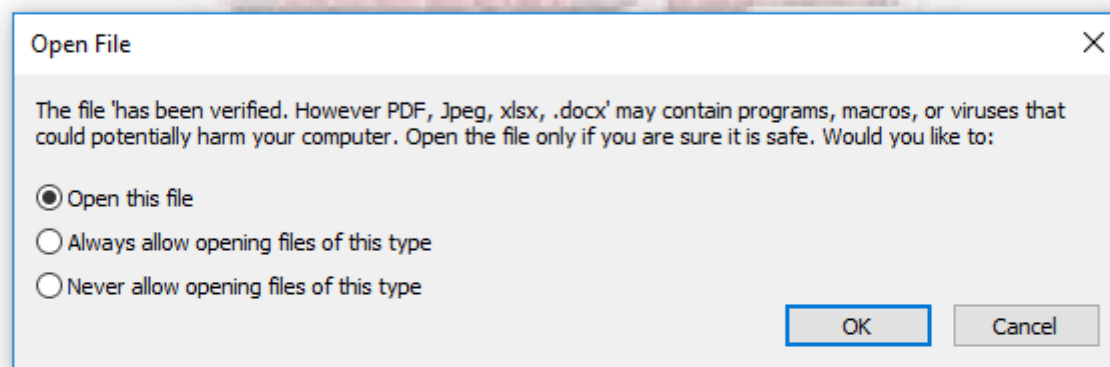 Open File
The file 'has been verified. However PDF, Jpeg, xlsx, .docx' may contain programs, macros, or viruses that
could potentially harm your computer. Open the file only if you are sure it is safe. Would you like to:
Open this file
Always allow opening files of this type
Never allow opening files of this type
OK Cancel